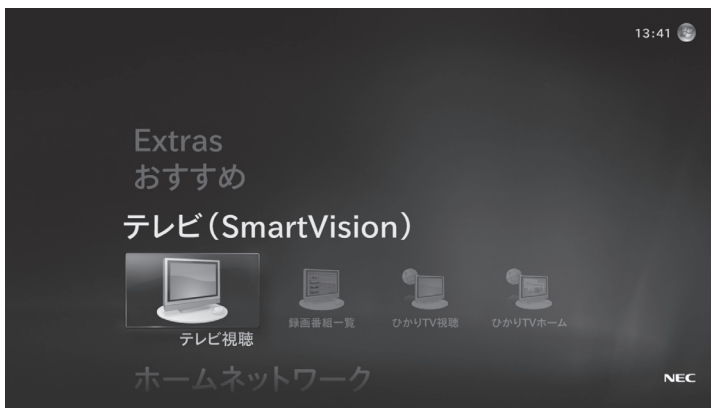 13:41
Extras
おすすめ
テレビ（SmartVision）
テレビ視聴
録画番組一覧
ひかりTV視聴
ひかりTVホーム
ホームネットワーク
NEC